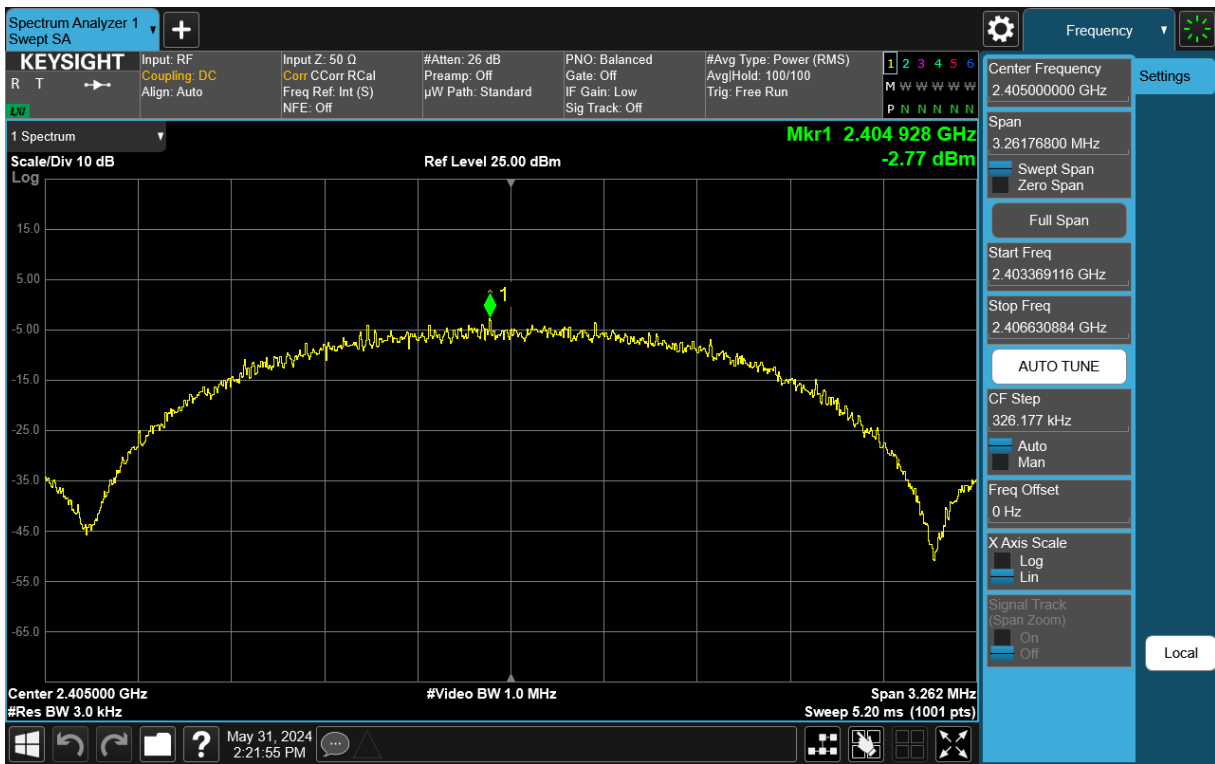 Spectrum Analyzer 1
Swept SA
Frequency
KEYSIGHT
R T
LXI
Input: RF
Coupling: DC
Align: Auto
Input Z: 50 Ω
Corr CCorr RCal
Freq Ref: Int (S)
NFE: Off
#Atten: 26 dB
Preamp: Off
µW Path: Standard
PNO: Balanced
Gate: Off
IF Gain: Low
Sig Track: Off
#Avg Type: Power (RMS)
Avg|Hold: 100/100
Trig: Free Run
1 2 3 4 5 6
M W W W W W
P N N N N N
1 Spectrum
Mkr1 2.404 928 GHz
Scale/Div 10 dB
Ref Level 25.00 dBm
-2.77 dBm
Log
15.0
5.00
1
-5.00
-15.0
-25.0
-35.0
-45.0
-55.0
-65.0
Center 2.405000 GHz
#Video BW 1.0 MHz
Span 3.262 MHz
#Res BW 3.0 kHz
Sweep 5.20 ms (1001 pts)
Center Frequency
2.405000000 GHz
Settings
Span
3.26176800 MHz
Swept Span
Zero Span
Full Span
Start Freq
2.403369116 GHz
Stop Freq
2.406630884 GHz
AUTO TUNE
CF Step
326.177 kHz
Auto
Man
Freq Offset
0 Hz
X Axis Scale
Log
Lin
Signal Track
(Span Zoom)
On
Off
Local
?
May 31, 2024
2:21:55 PM